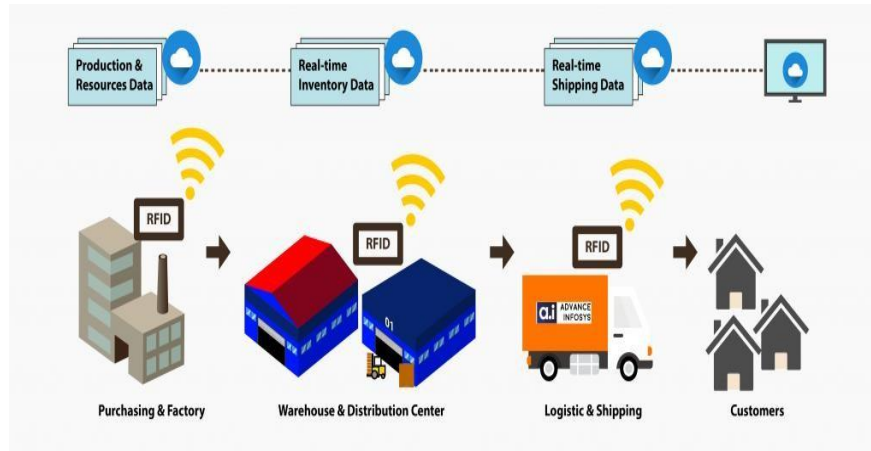 Production &
Resources Data
Real-time
Inventory Data
Real-time
Shipping Data
RFID
RFID
RFID
01
a.i ADVANCE
INFOSYS
Purchasing & Factory
Warehouse & Distribution Center
Logistic & Shipping
Customers